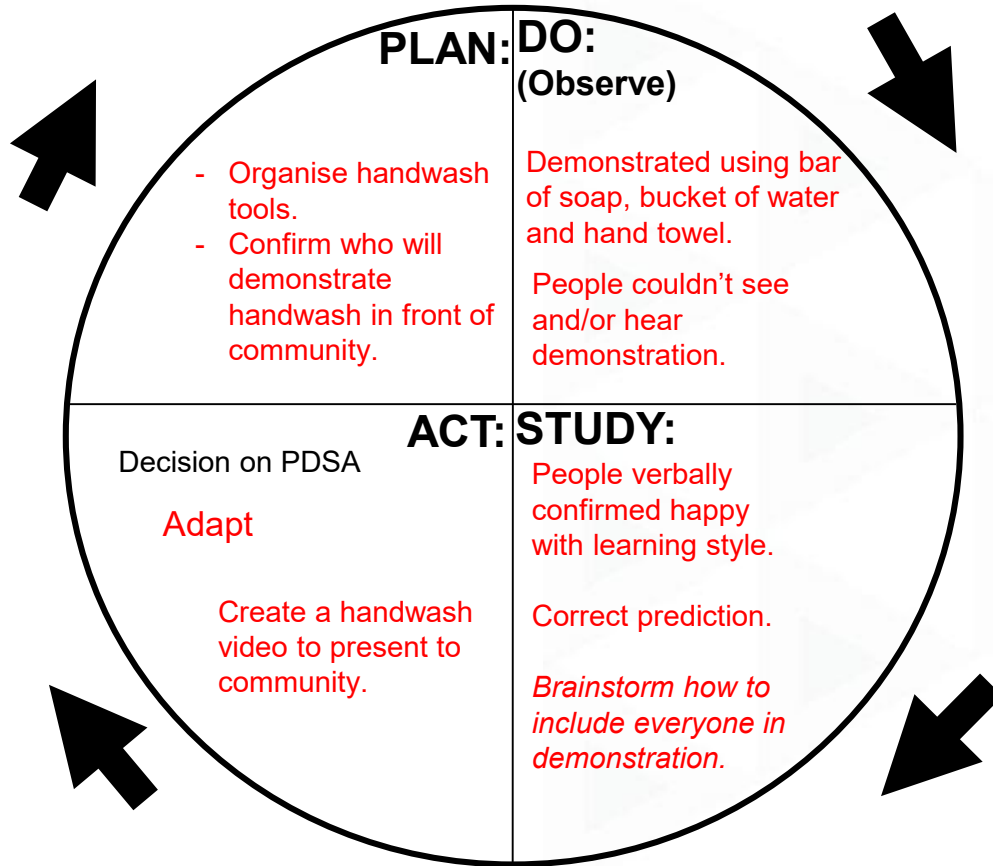 PLAN:
- Organise handwash
tools.
- Confirm who will
demonstrate
handwash in front of
community.
DO:
(Observe)
Demonstrated using bar
of soap, bucket of water
and hand towel.
People couldn’t see
and/or hear
demonstration.
ACT:
Decision on PDSA
Adapt
Create a handwash
video to present to
community.
STUDY:
People verbally
confirmed happy
with learning style.
Correct prediction.
Brainstorm how to
include everyone in
demonstration.